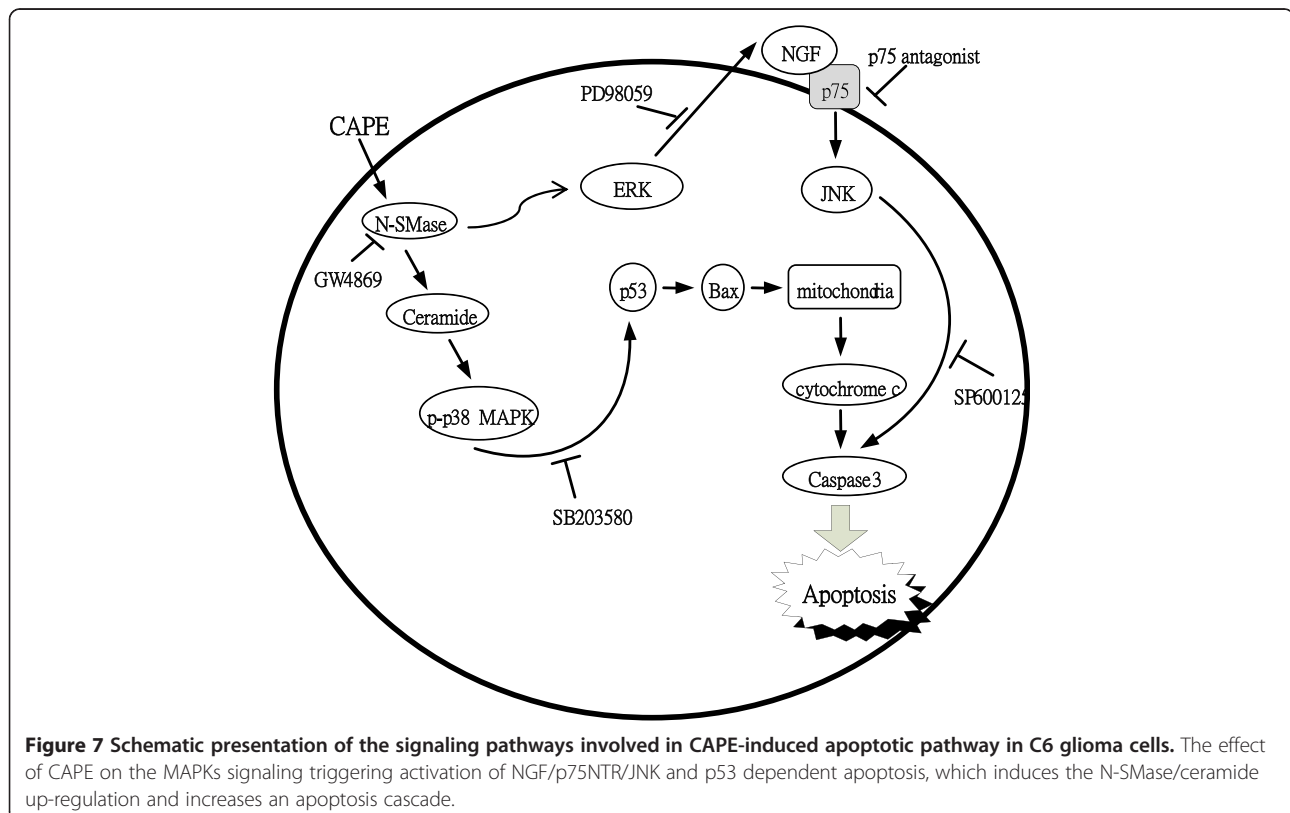 NGF
p75 antagonist
p75
PD98059
CAPE
ERK
JNK
N-SMase
GW4869
p53
Bax
mitochondria
Ceramide
cytochrome c
SP600125
p-p38 MAPK
Caspase3
SB203580
Apoptosis
Figure 7 Schematic presentation of the signaling pathways involved in CAPE-induced apoptotic pathway in C6 glioma cells. The effect
of CAPE on the MAPKs signaling triggering activation of NGF/p75NTR/JNK and p53 dependent apoptosis, which induces the N-SMase/ceramide
up-regulation and increases an apoptosis cascade.